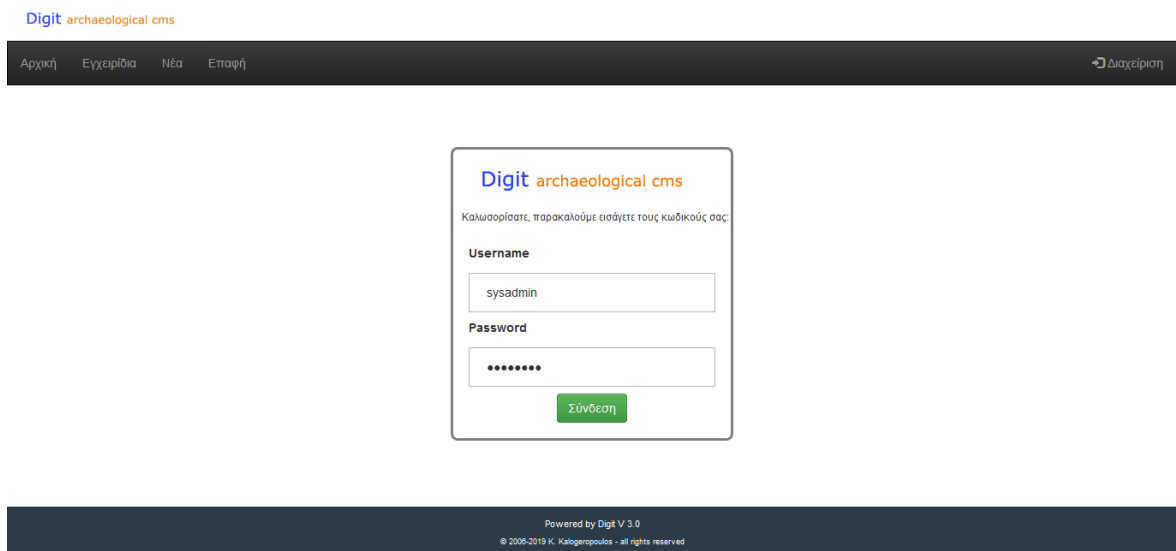 Digit archaeological cms
Αρχική Εγχειρίδια Νέα Επαφή Διαχείριση
Digit archaeological cms
Καλωσορίσατε, παρακαλούμε εισάγετε τους κωδικούς σας:
Username
sysadmin
Password
••••••••
Σύνδεση
Powered by Digit V 3.0
© 2006-2019 K. Kalogeropoulos - all rights reserved